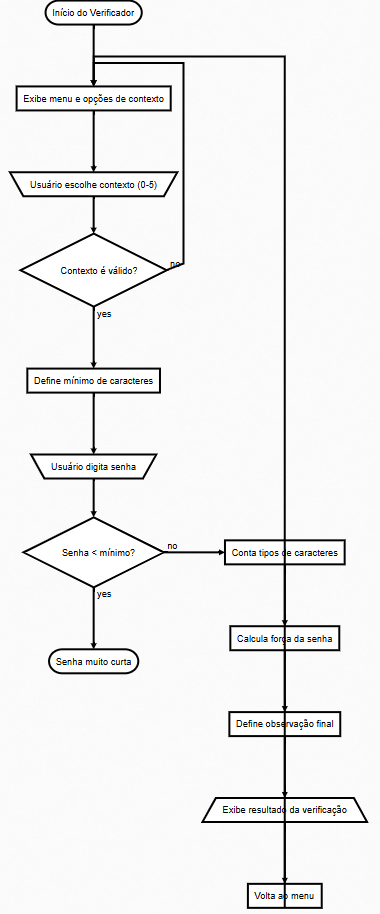 Início do Verificador
Exibe menu e opções de contexto
Usuário escolhe contexto (0-5)
Contexto é válido?
no
yes
Define mínimo de caracteres
Usuário digita senha
Senha < mínimo?
no
Conta tipos de caracteres
yes
Calcula força da senha
Senha muito curta
Define observação final
Exibe resultado da verificação
Volta ao menu